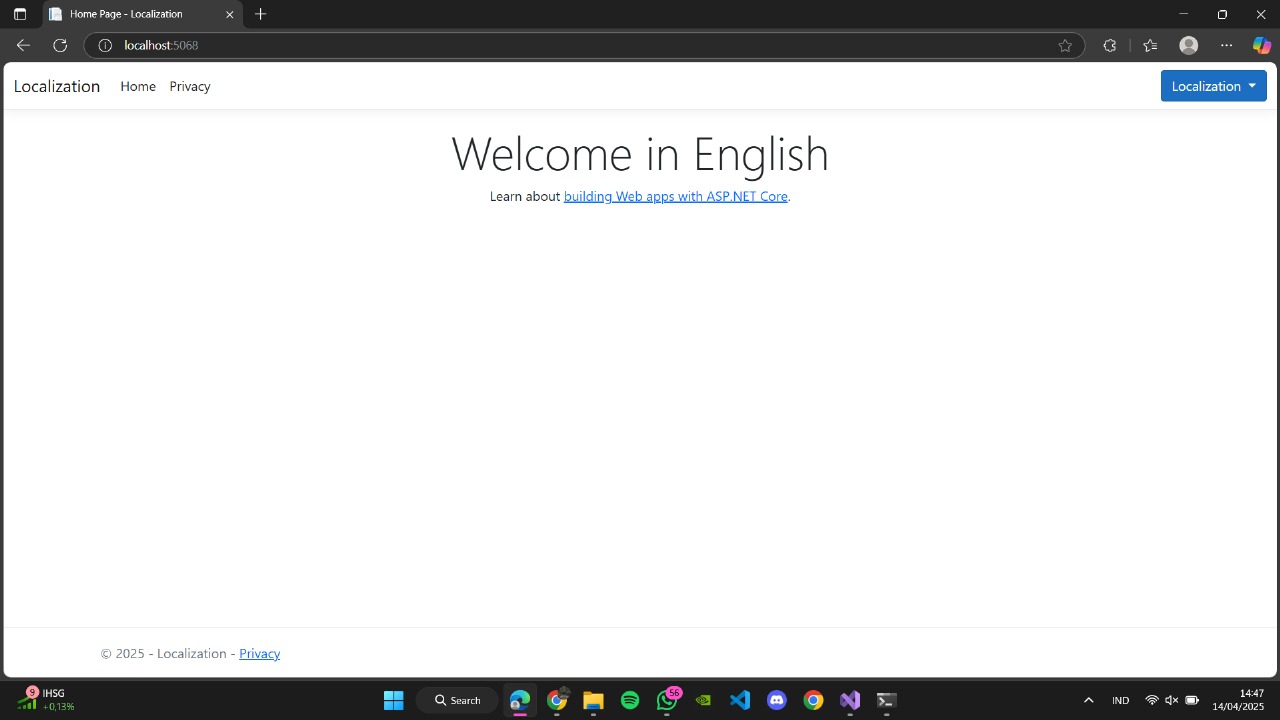 Home Page - Localization
localhost:5068
Localization Home Privacy Localization
Welcome in English
Learn about building Web apps with ASP.NET Core.
© 2025 - Localization - Privacy
9 IHSG
+0,13%
Search
56
IND
14:47
14/04/2025